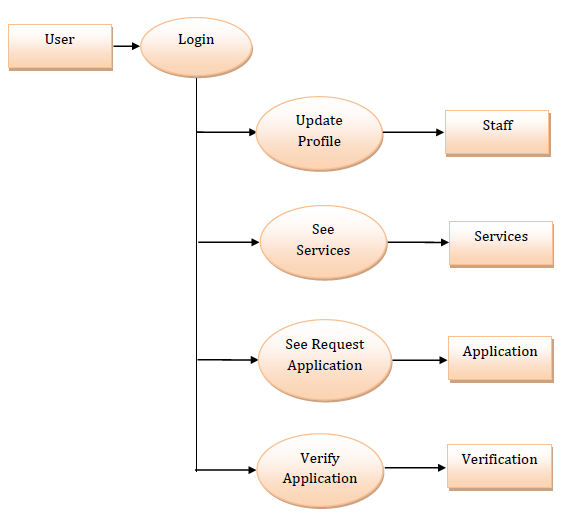 User
Login
Update
Profile
Staff
See
Services
Services
See Request
Application
Application
Verify
Application
Verification